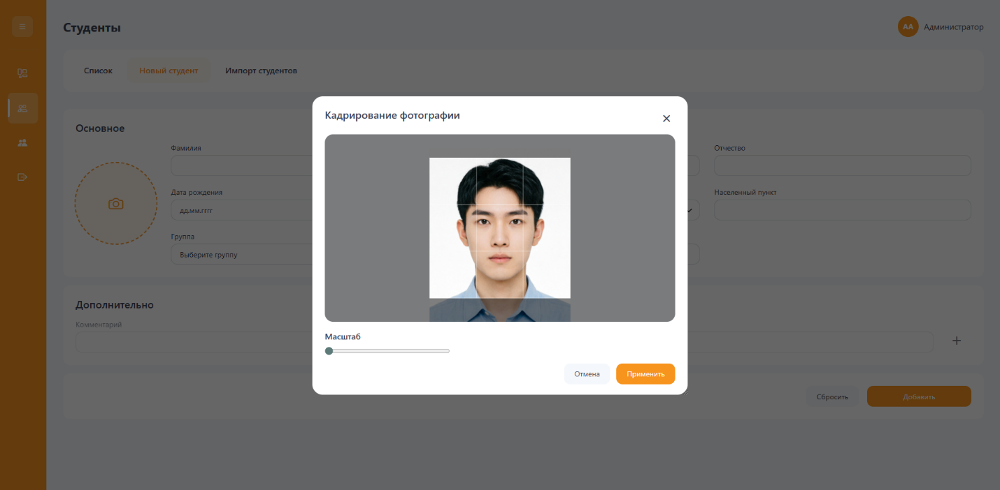 Студенты
АА Администратор
Список Новый студент Импорт студентов
Кадрирование фотографии
Основное
Фамилия Отчество
Дата рождения Населенный пункт
дд.мм.гггг
Группа
Выберите группу
Дополнительно
Комментарий
Масштаб
Отмена Применить
Сбросить Добавить